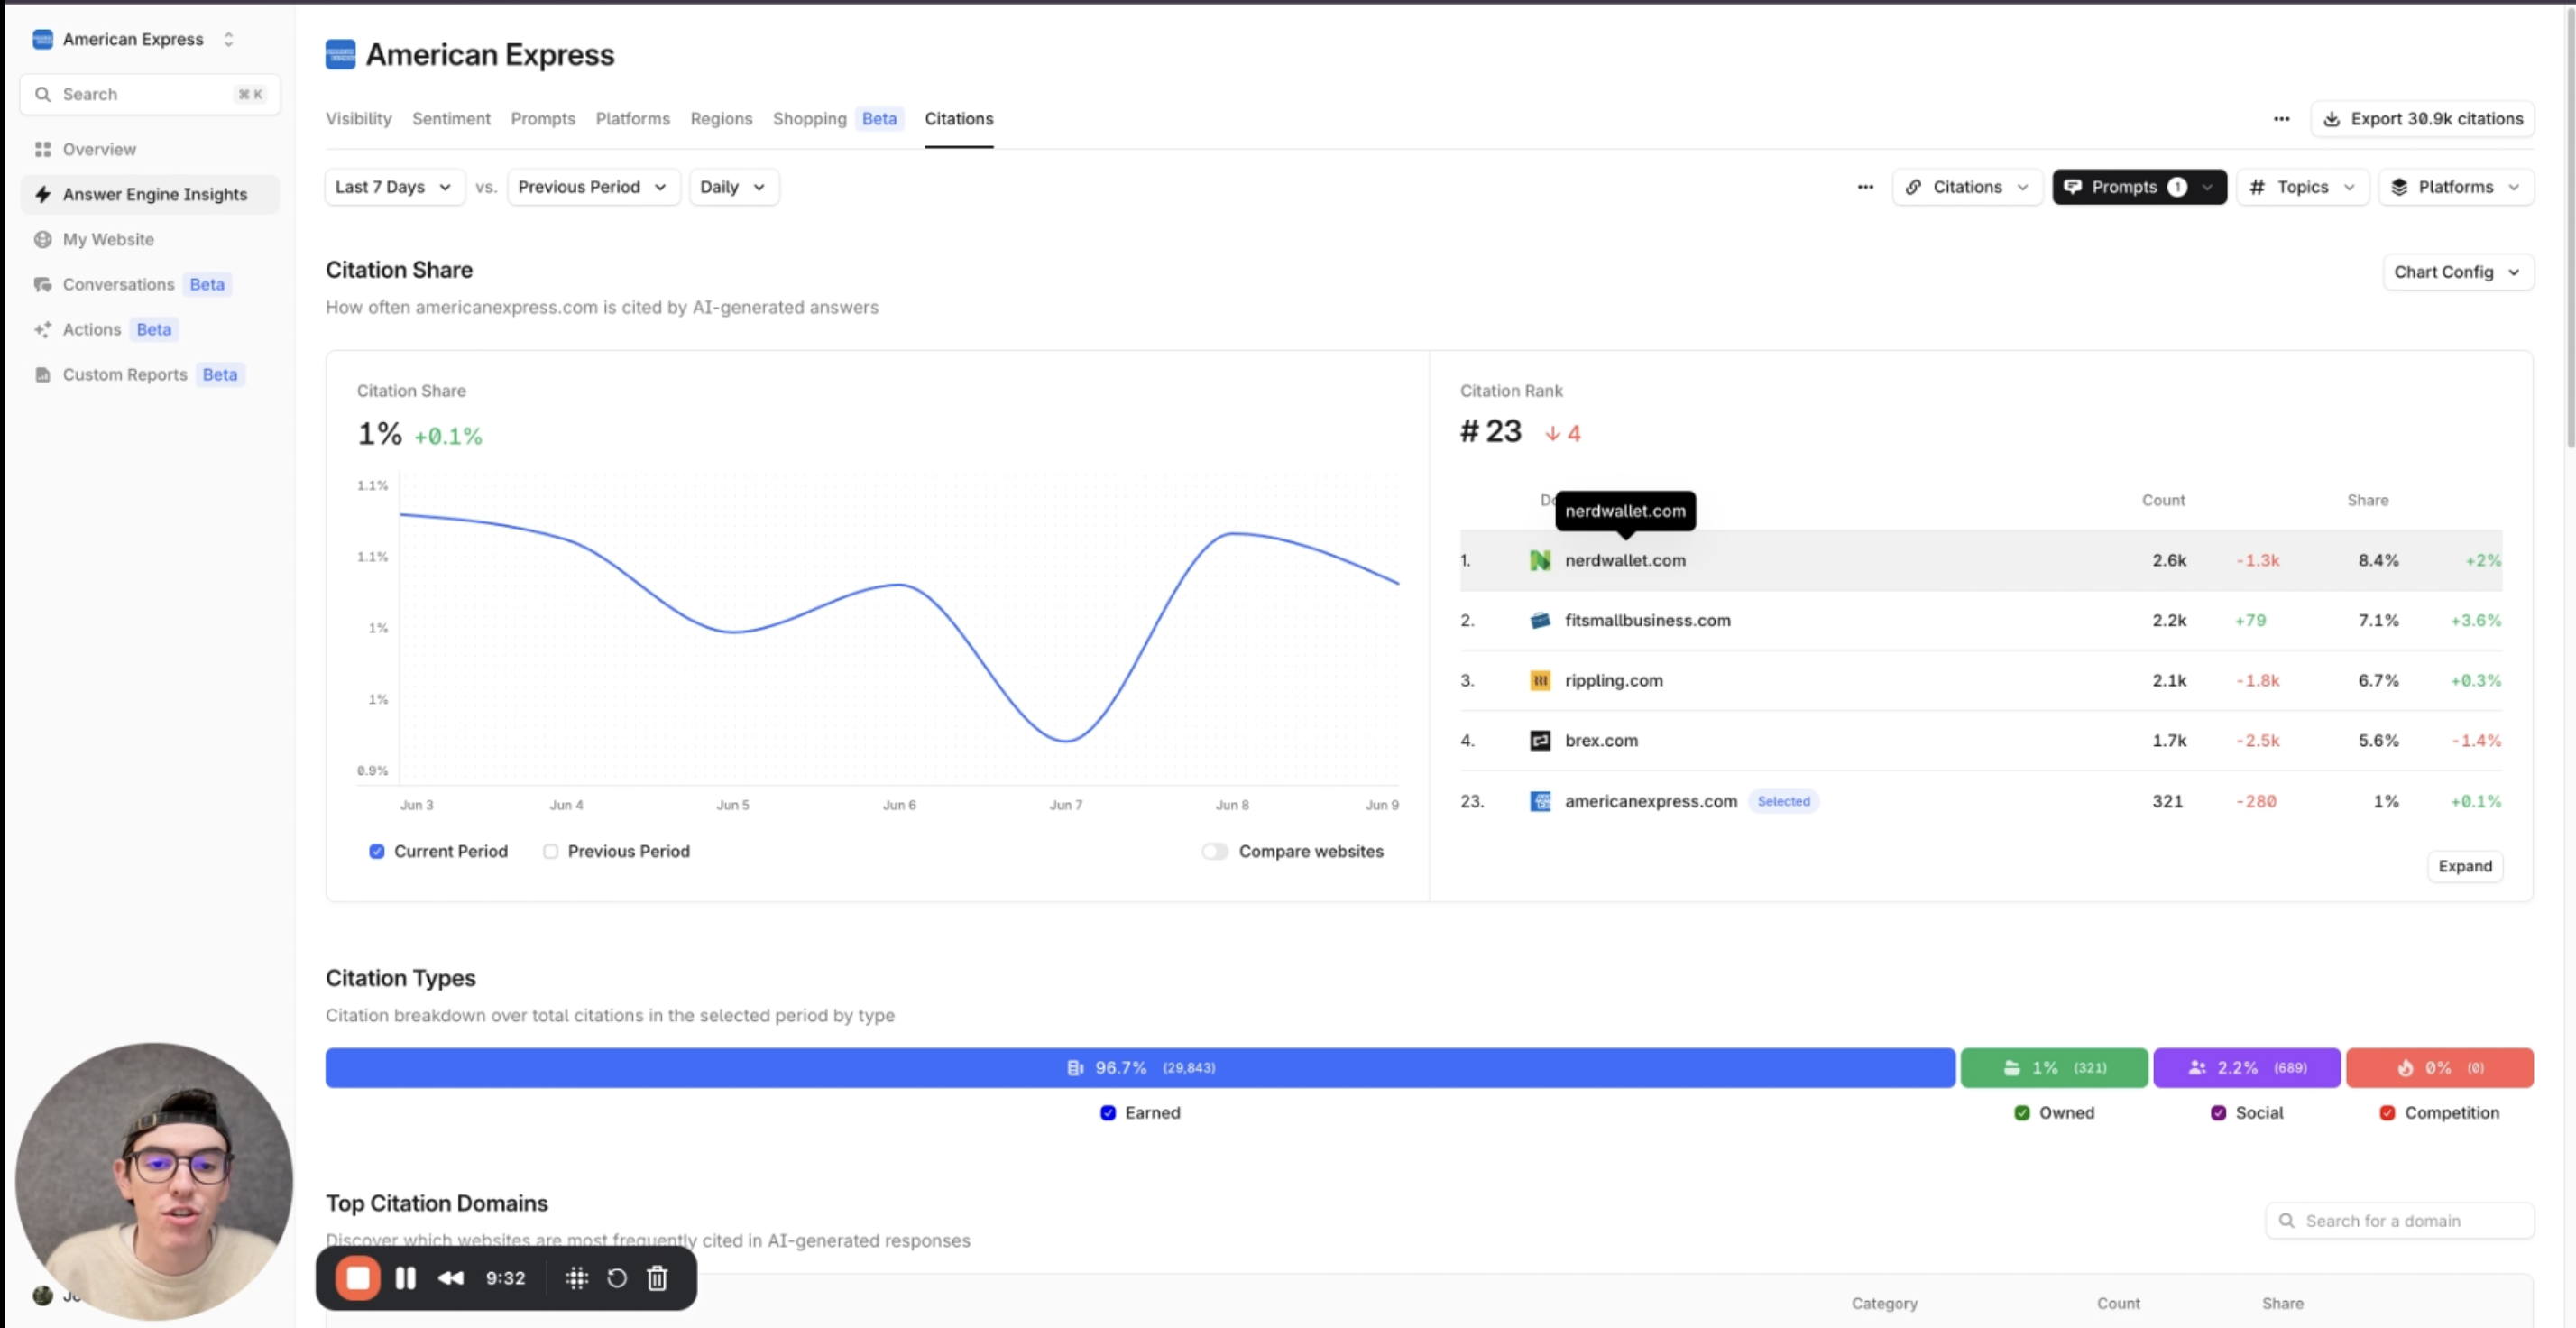 American Express
Search ⌘ K
Overview
Answer Engine Insights
My Website
Conversations Beta
Actions Beta
Custom Reports Beta
American Express
Visibility Sentiment Prompts Platforms Regions Shopping Beta Citations
Export 30.9k citations
Last 7 Days vs. Previous Period Daily
Citations Prompts 1 # Topics Platforms
Citation Share
Chart Config
How often americanexpress.com is cited by AI-generated answers
Citation Share
1% +0.1%
1.1%
1.1%
1%
1%
0.9%
Jun 3 Jun 4 Jun 5 Jun 6 Jun 7 Jun 8 Jun 9
Current Period Previous Period Compare websites
Citation Rank
# 23 ↓ 4
Count Share
nerdwallet.com
1. nerdwallet.com 2.6k -1.3k 8.4% +2%
2. fitsmallbusiness.com 2.2k +79 7.1% +3.6%
3. rippling.com 2.1k -1.8k 6.7% +0.3%
4. brex.com 1.7k -2.5k 5.6% -1.4%
23. americanexpress.com Selected 321 -280 1% +0.1%
Expand
Citation Types
Citation breakdown over total citations in the selected period by type
96.7% (29,843) 1% (321) 2.2% (689) 0% (0)
Earned Owned Social Competition
Top Citation Domains
Search for a domain
Discover which websites are most frequently cited in AI-generated responses
9:32
Category Count Share